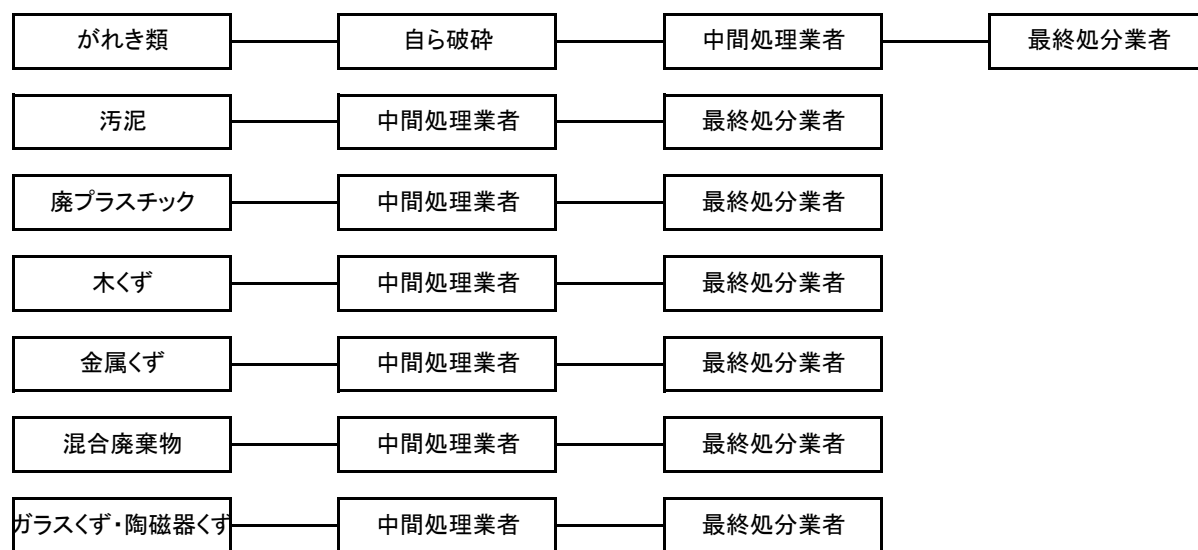 がれき類 自ら破砕 中間処理業者 最終処分業者
汚泥 中間処理業者 最終処分業者
廃プラスチック 中間処理業者 最終処分業者
木くず 中間処理業者 最終処分業者
金属くず 中間処理業者 最終処分業者
混合廃棄物 中間処理業者 最終処分業者
ガラスくず・陶磁器くず 中間処理業者 最終処分業者